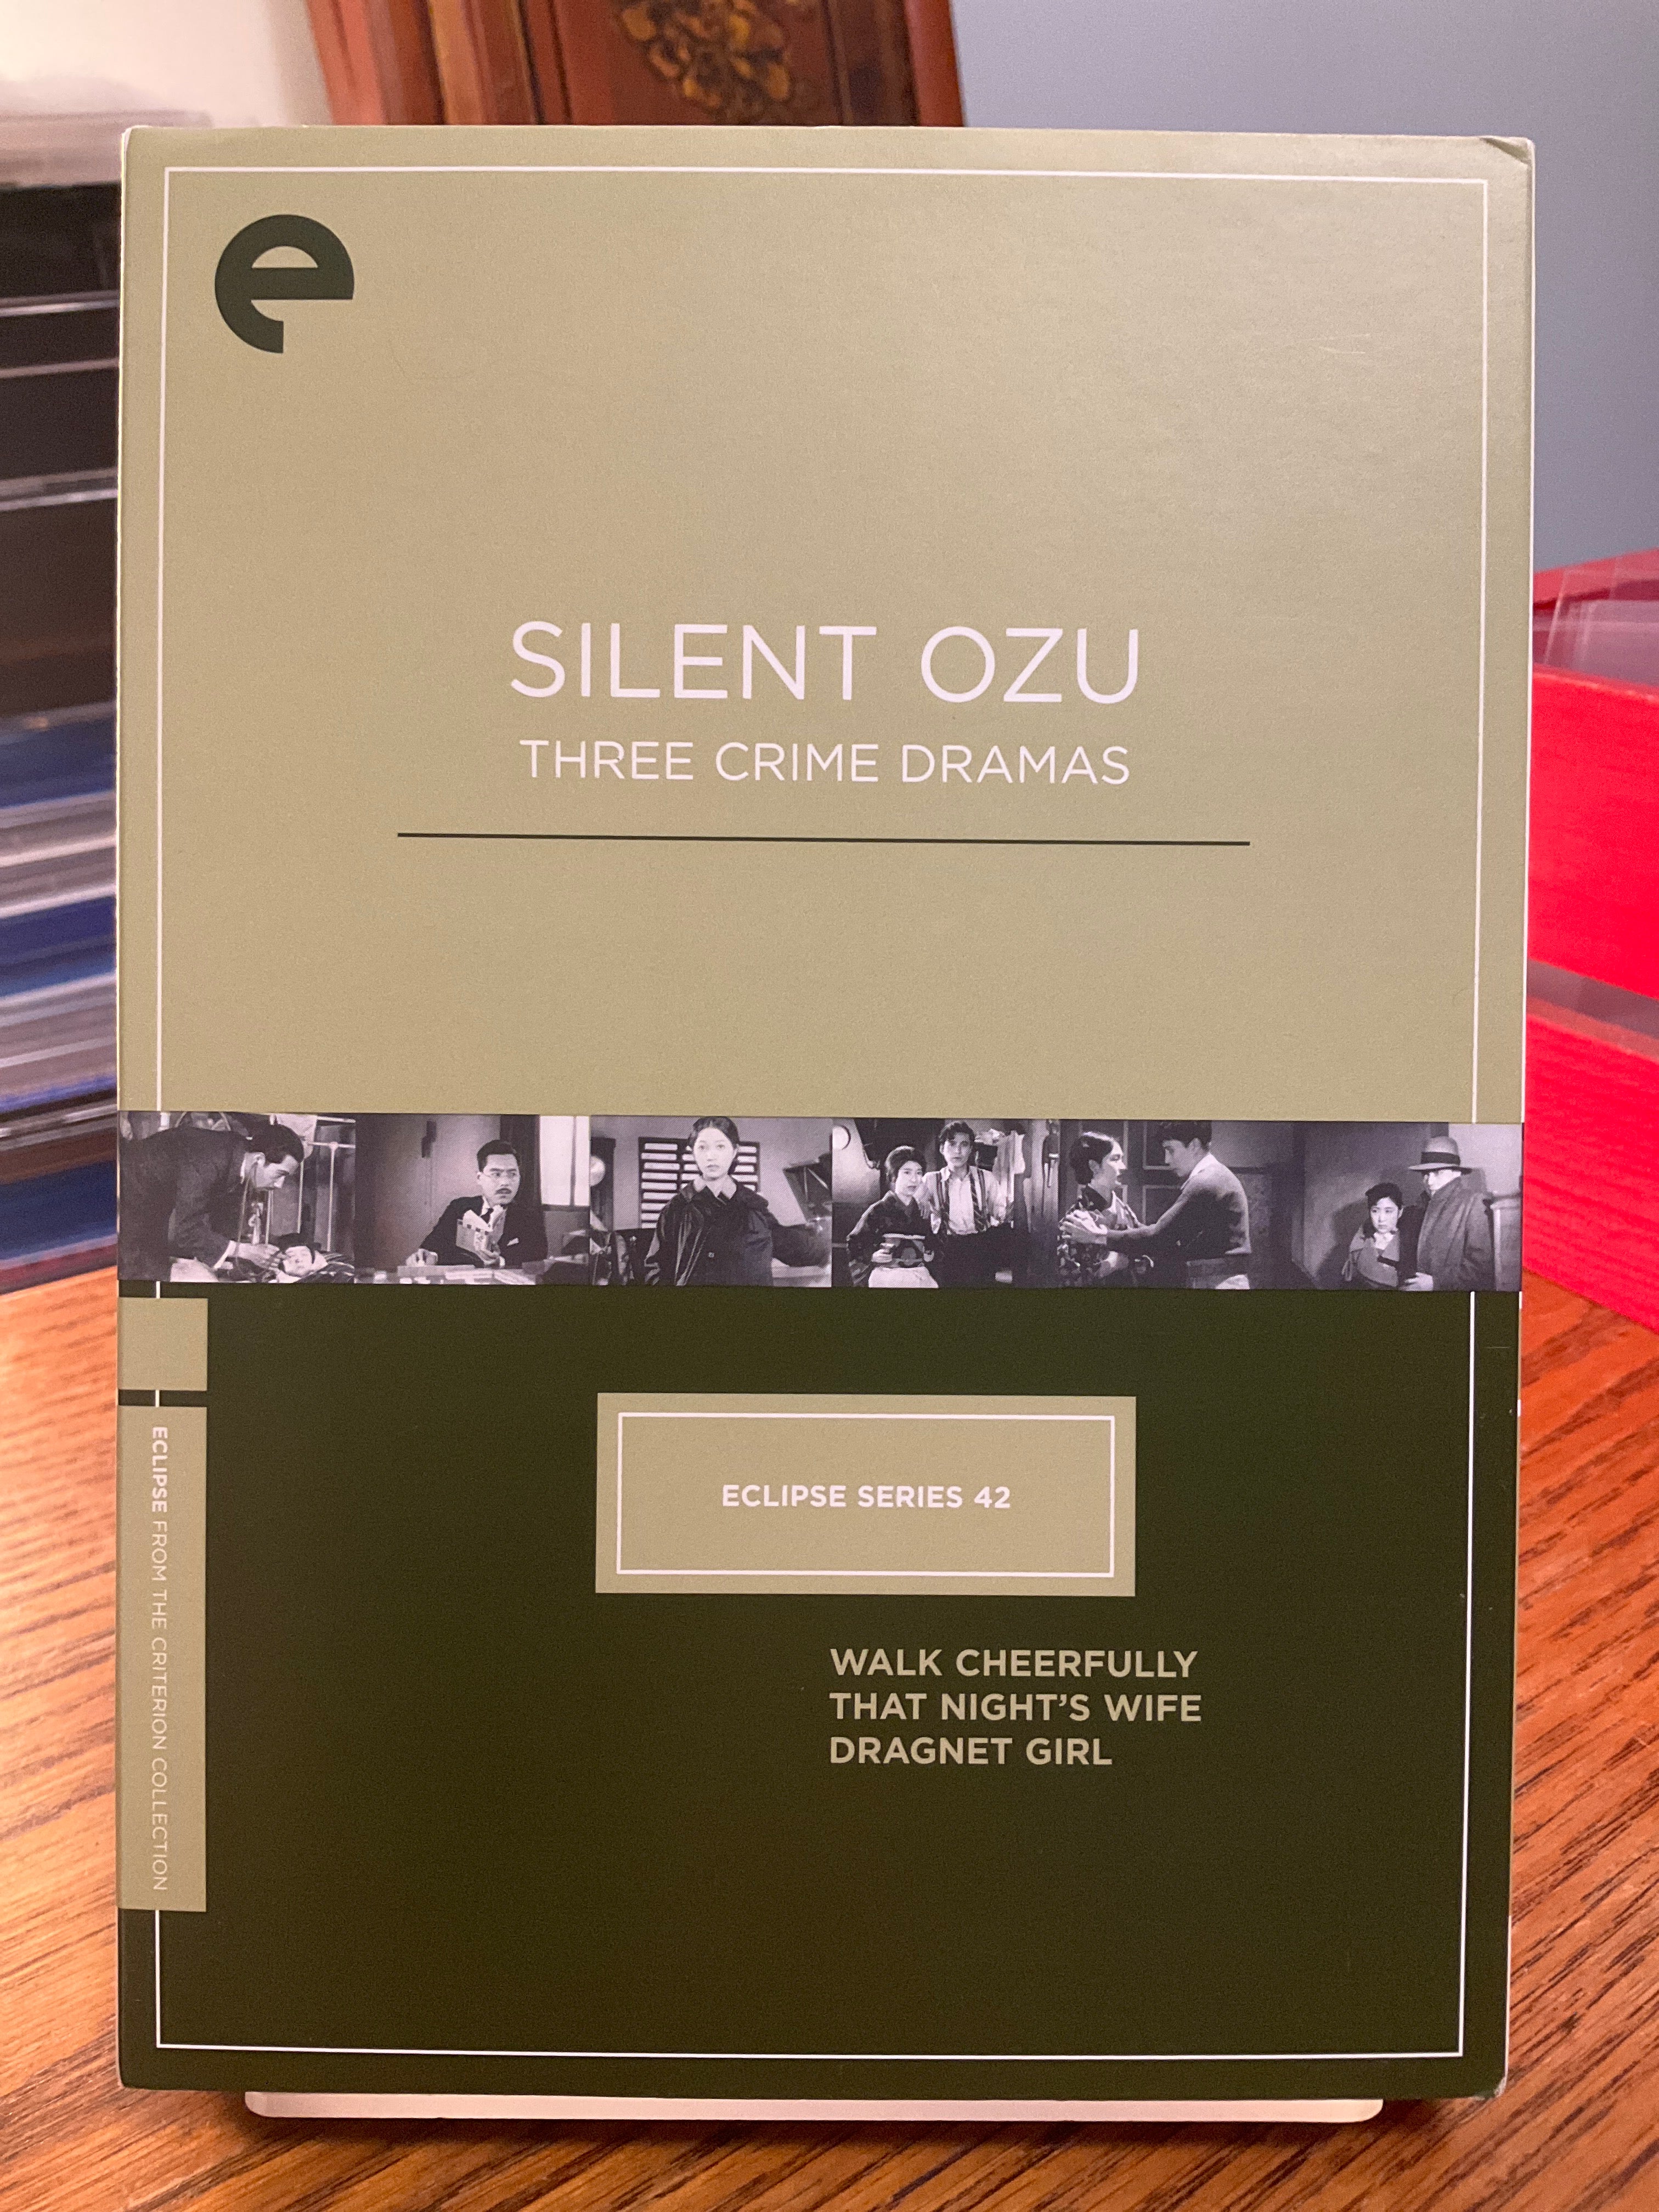 e
SILENT OZU
THREE CRIME DRAMAS
ECLIPSE SERIES 42
WALK CHEERFULLY
THAT NIGHT'S WIFE
DRAGNET GIRL
ECLIPSE FROM THE CRITERION COLLECTION